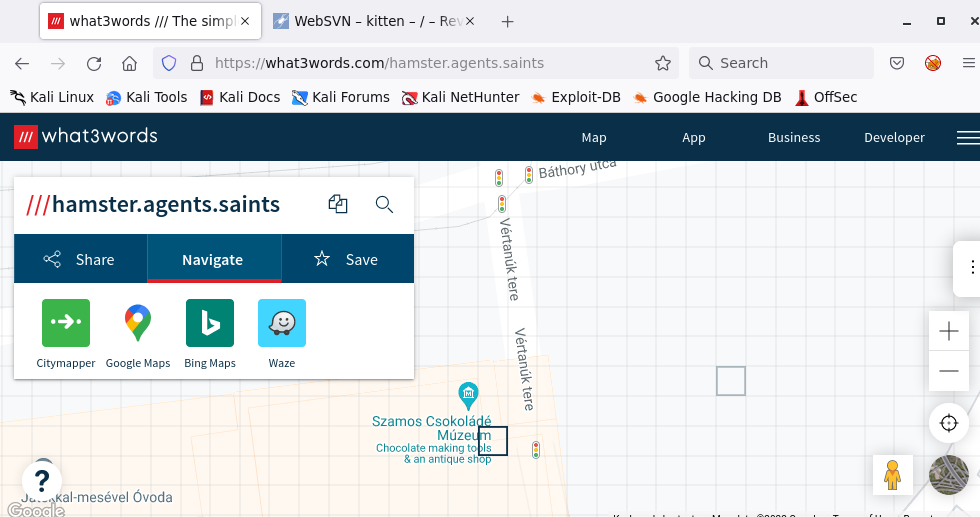 what3words /// The simpl
WebSVN – kitten – / – Rev
https://what3words.com/hamster.agents.saints
Search
Kali Linux
Kali Tools
Kali Docs
Kali Forums
Kali NetHunter
Exploit-DB
Google Hacking DB
OffSec
what3words
Map
App
Business
Developer
Báthory utca
///hamster.agents.saints
Vértanúk tere
Share
Navigate
Save
Citymapper
Google Maps
Bing Maps
Waze
Vértanúk tere
Szamos Csokoládé
Múzeum
Chocolate making tools
& an antique shop
?
-mesével Óvoda
Google